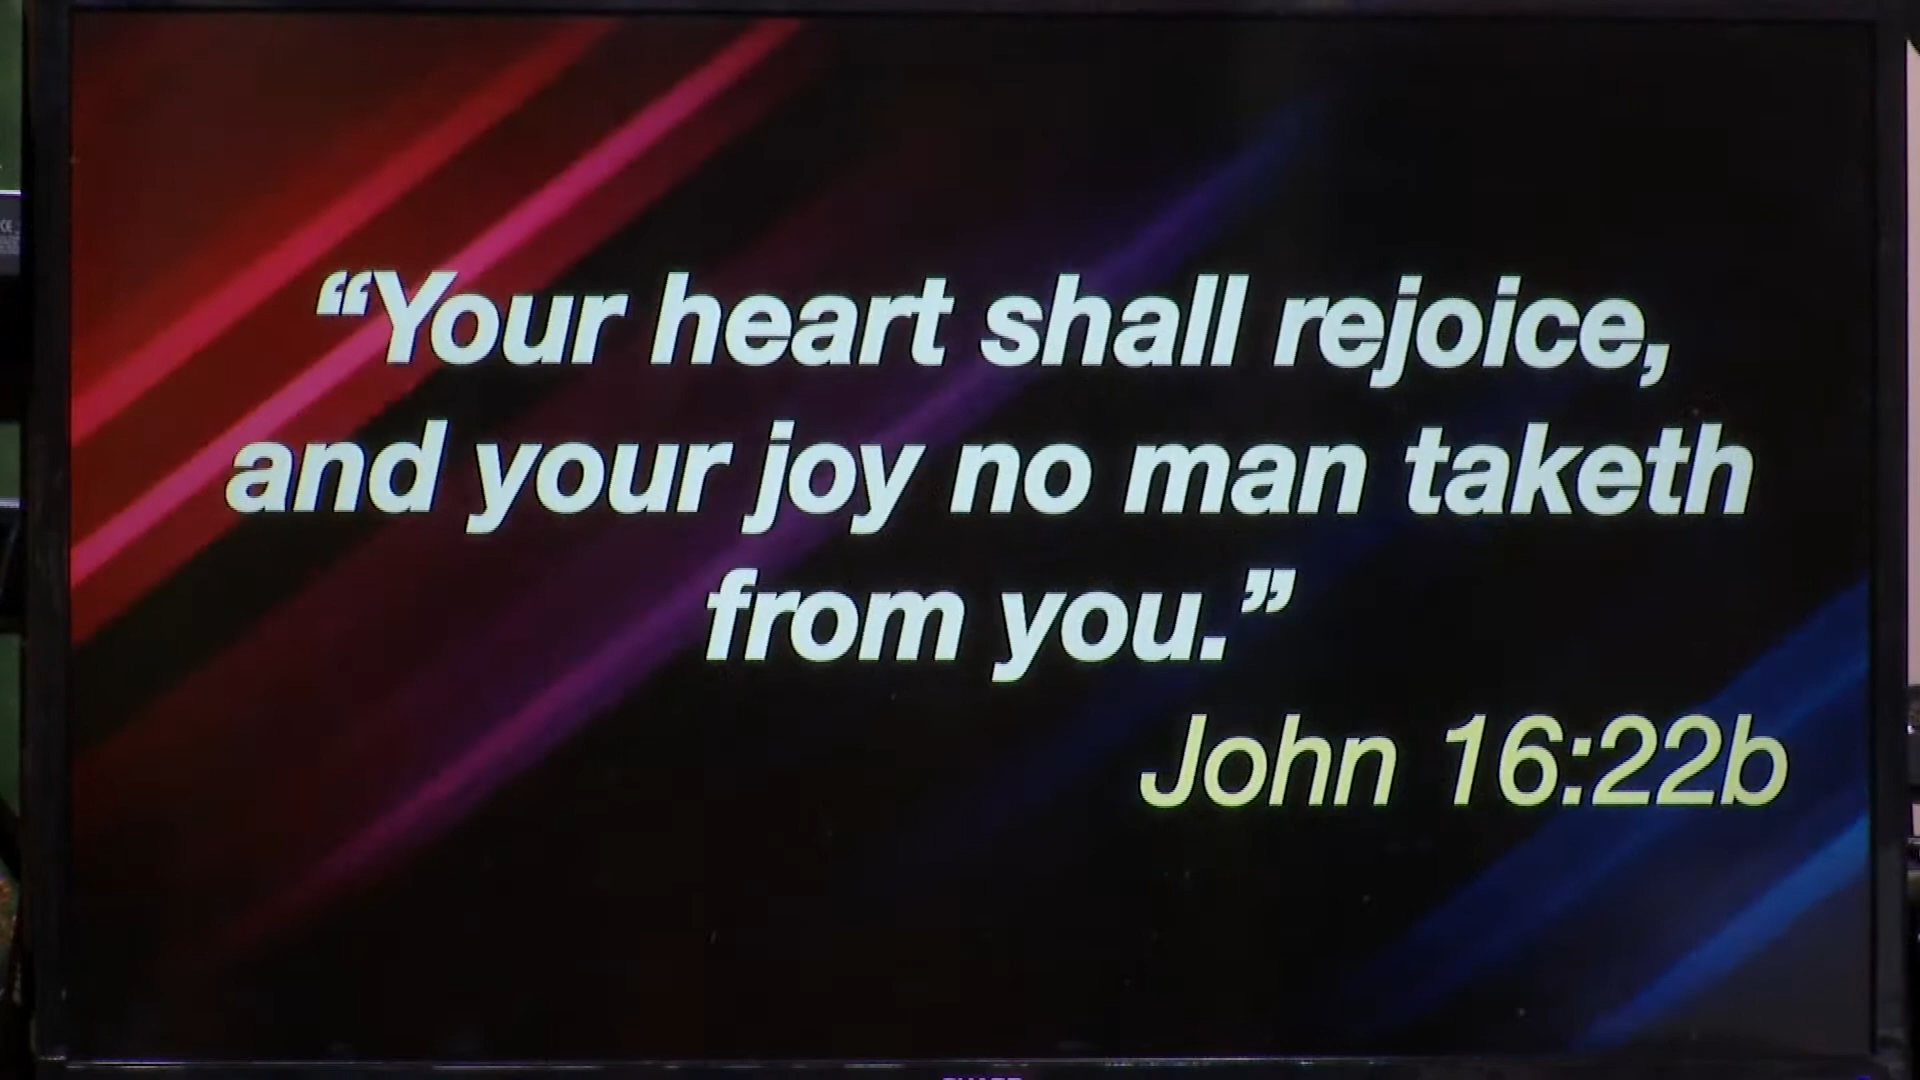 “Your heart shall rejoice,
and your joy no man taketh
from you.”
John 16:22b